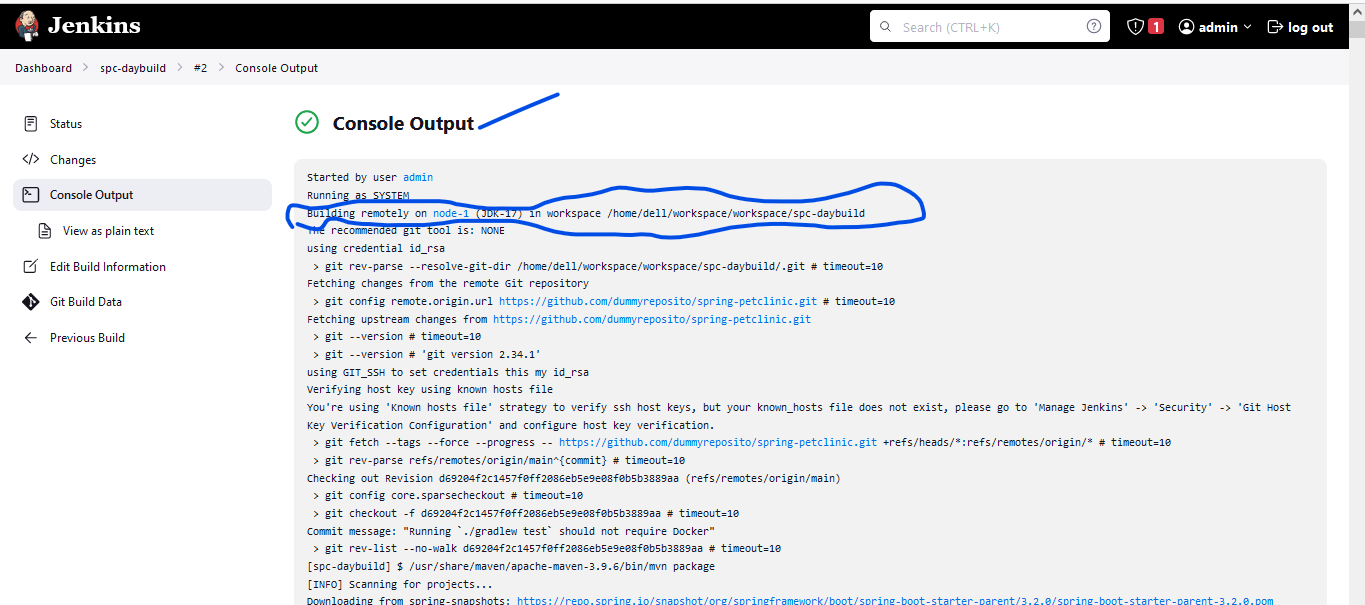 Jenkins
Search (CTRL+K)
1
admin
log out
Dashboard > spc-daybuild > #2 > Console Output
Status
Changes
Console Output
View as plain text
Edit Build Information
Git Build Data
Previous Build
Console Output
Started by user admin
Running as SYSTEM
Building remotely on node-1 (JDK-17) in workspace /home/dell/workspace/workspace/spc-daybuild
The recommended git tool is: NONE
using credential id_rsa
> git rev-parse --resolve-git-dir /home/dell/workspace/workspace/spc-daybuild/.git # timeout=10
Fetching changes from the remote Git repository
> git config remote.origin.url https://github.com/dummyreposito/spring-petclinic.git # timeout=10
Fetching upstream changes from https://github.com/dummyreposito/spring-petclinic.git
> git --version # timeout=10
> git --version # 'git version 2.34.1'
using GIT_SSH to set credentials this my id_rsa
Verifying host key using known hosts file
You're using 'Known hosts file' strategy to verify ssh host keys, but your known_hosts file does not exist, please go to 'Manage Jenkins' -> 'Security' -> 'Git Host
Key Verification Configuration' and configure host key verification.
> git fetch --tags --force --progress -- https://github.com/dummyreposito/spring-petclinic.git +refs/heads/*:refs/remotes/origin/* # timeout=10
> git rev-parse refs/remotes/origin/main^{commit} # timeout=10
Checking out Revision d69204f2c1457f0ff2086eb5e9e08f0b5b3889aa (refs/remotes/origin/main)
> git config core.sparsecheckout # timeout=10
> git checkout -f d69204f2c1457f0ff2086eb5e9e08f0b5b3889aa # timeout=10
Commit message: "Running `./gradlew test` should not require Docker"
> git rev-list --no-walk d69204f2c1457f0ff2086eb5e9e08f0b5b3889aa # timeout=10
[spc-daybuild] $ /usr/share/maven/apache-maven-3.9.6/bin/mvn package
[INFO] Scanning for projects...
Downloading from spring-snapshots: https://repo.spring.io/snapshot/org/springframework/boot/spring-boot-starter-parent/3.2.0/spring-boot-starter-parent-3.2.0.pom